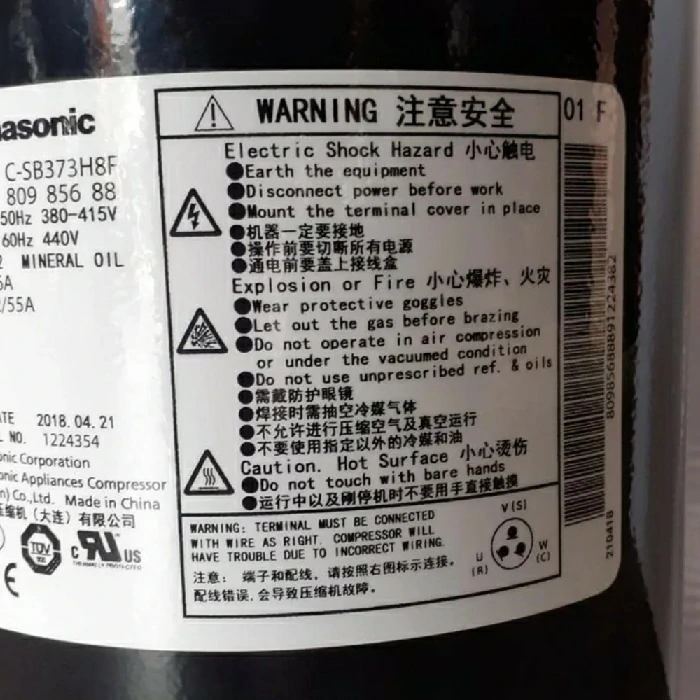 asonic
C-SB373H8F
809 856 88
50Hz 380-415V
60Hz 440V
MINERAL OIL
/55A
2018.04.21
NO. 1224354
Corporation
Appliances Compressor
Co.,Ltd. Made in China
压缩机(大连)有限公司
TÜV
c UR US
CE
WARNING 注意安全
01 F
Electric Shock Hazard 小心触电
●Earth the equipment
●Disconnect power before work
●Mount the terminal cover in place
●机器一定要接地
●操作前要切断所有电源
●通电前要盖上接线盒
Explosion or Fire 小心爆炸、火灾
●Wear protective goggles
●Let out the gas before brazing
●Do not operate in air compression
or under the vacuumed condition
●Do not use unprescribed ref. & oils
●需戴防护眼镜
●焊接时需抽空冷媒气体
●不允许进行压缩空气及真空运行
●不要使用指定以外的冷媒和油
Caution. Hot Surface 小心烫伤
●Do not touch with bare hands
●运行中以及刚停机时不要用手直接触摸
WARNING: TERMINAL MUST BE CONNECTED
WITH WIRE AS RIGHT. COMPRESSOR WILL
HAVE TROUBLE DUE TO INCORRECT WIRING.
注意: 端子和配线, 请按照右图标示连接,
配线错误,会导致压缩机故障。
V(S)
U
(R)
W
(C)
210418